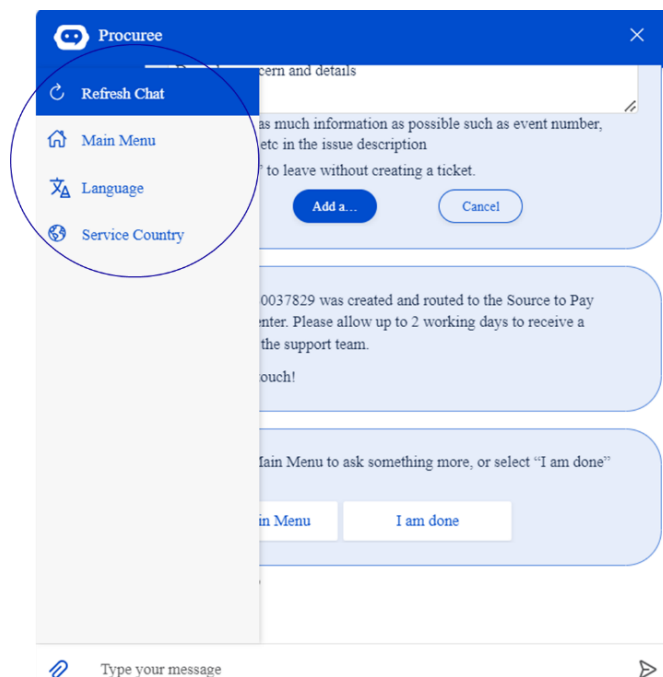 Procuree
cern and details
Refresh Chat
as much information as possible such as event number,
Main Menu
etc in the issue description
" to leave without creating a ticket.
Language
Add a...
Cancel
Service Country
0037829 was created and routed to the Source to Pay
enter. Please allow up to 2 working days to receive a
the support team.
ouch!
Main Menu to ask something more, or select “I am done”
in Menu
I am done
Type your message